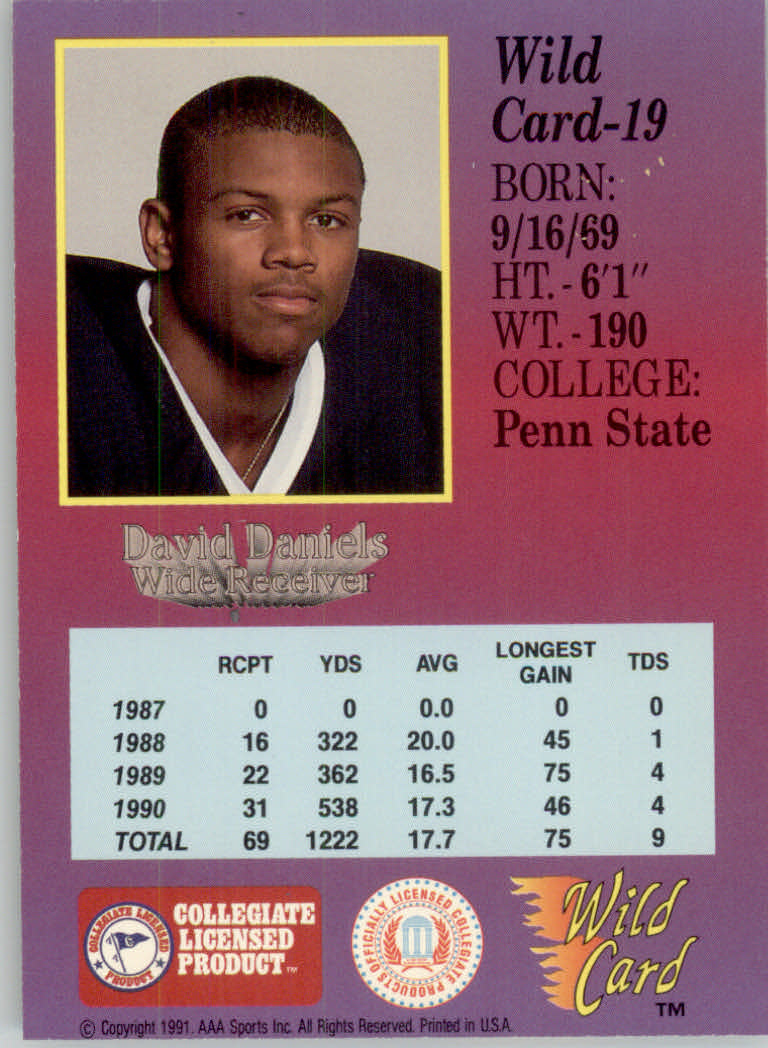 Wild
Card-19
BORN:
9/16/69
HT.-6'1"
WT.-190
COLLEGE:
Penn State
David Daniels
Wide Receiver
RCPT YDS AVG LONGEST GAIN TDS
1987 0 0 0.0 0 0
1988 16 322 20.0 45 1
1989 22 362 16.5 75 4
1990 31 538 17.3 46 4
TOTAL 69 1222 17.7 75 9
COLLEGIATE LICENSED PRODUCT
COLLEGIATE
LICENSED
PRODUCT™
OFFICIALLY LICENSED COLLEGIATE PRODUCTS
Wild
Card
TM
© Copyright 1991. AAA Sports Inc. All Rights Reserved. Printed in U.S.A.